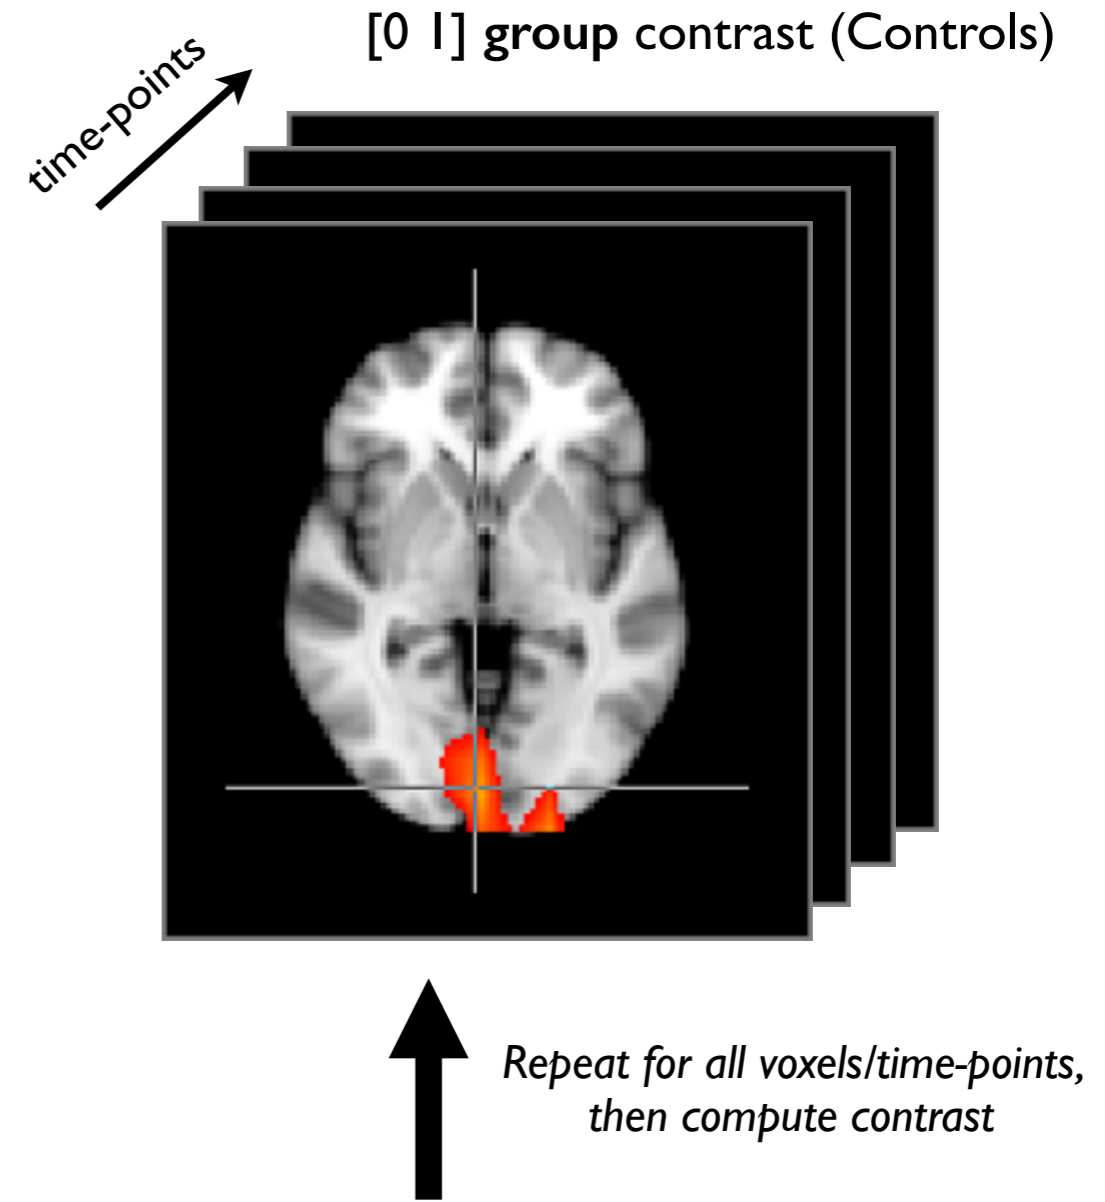 [0 1] group contrast (Controls)
time-points
Repeat for all voxels/time-points,
then compute contrast